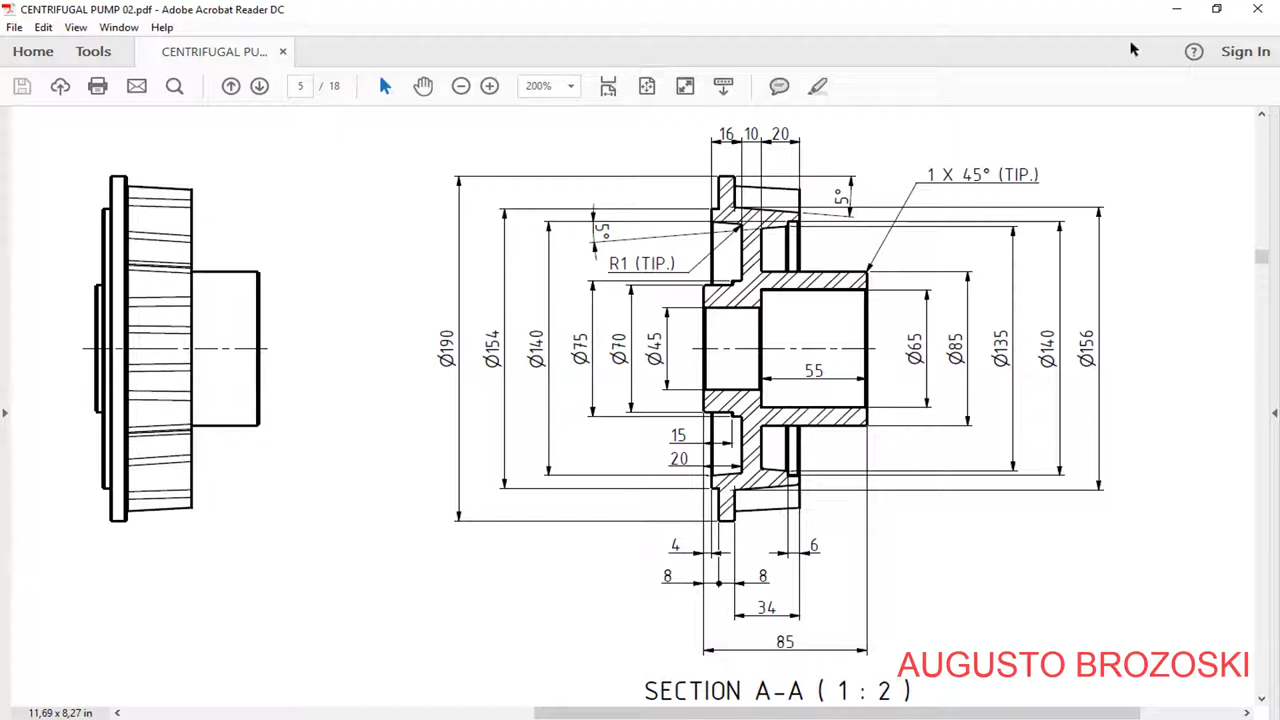 CENTRIFUGAL PUMP 02.pdf - Adobe Acrobat Reader DC
File Edit View Window Help
Home Tools CENTRIFUGAL PU... Sign In
5 / 18 200%
16 10 20
1 X 45° (TIP.)
5°
5°
R1 (TIP.)
Ø190 Ø154 Ø140 Ø75 Ø70 Ø45 55 Ø65 Ø85 Ø135 Ø140 Ø156
15
20
4 6
8 8
34
85
AUGUSTO BROZOSKI
SECTION A-A ( 1 : 2 )
11,69 x 8,27 in